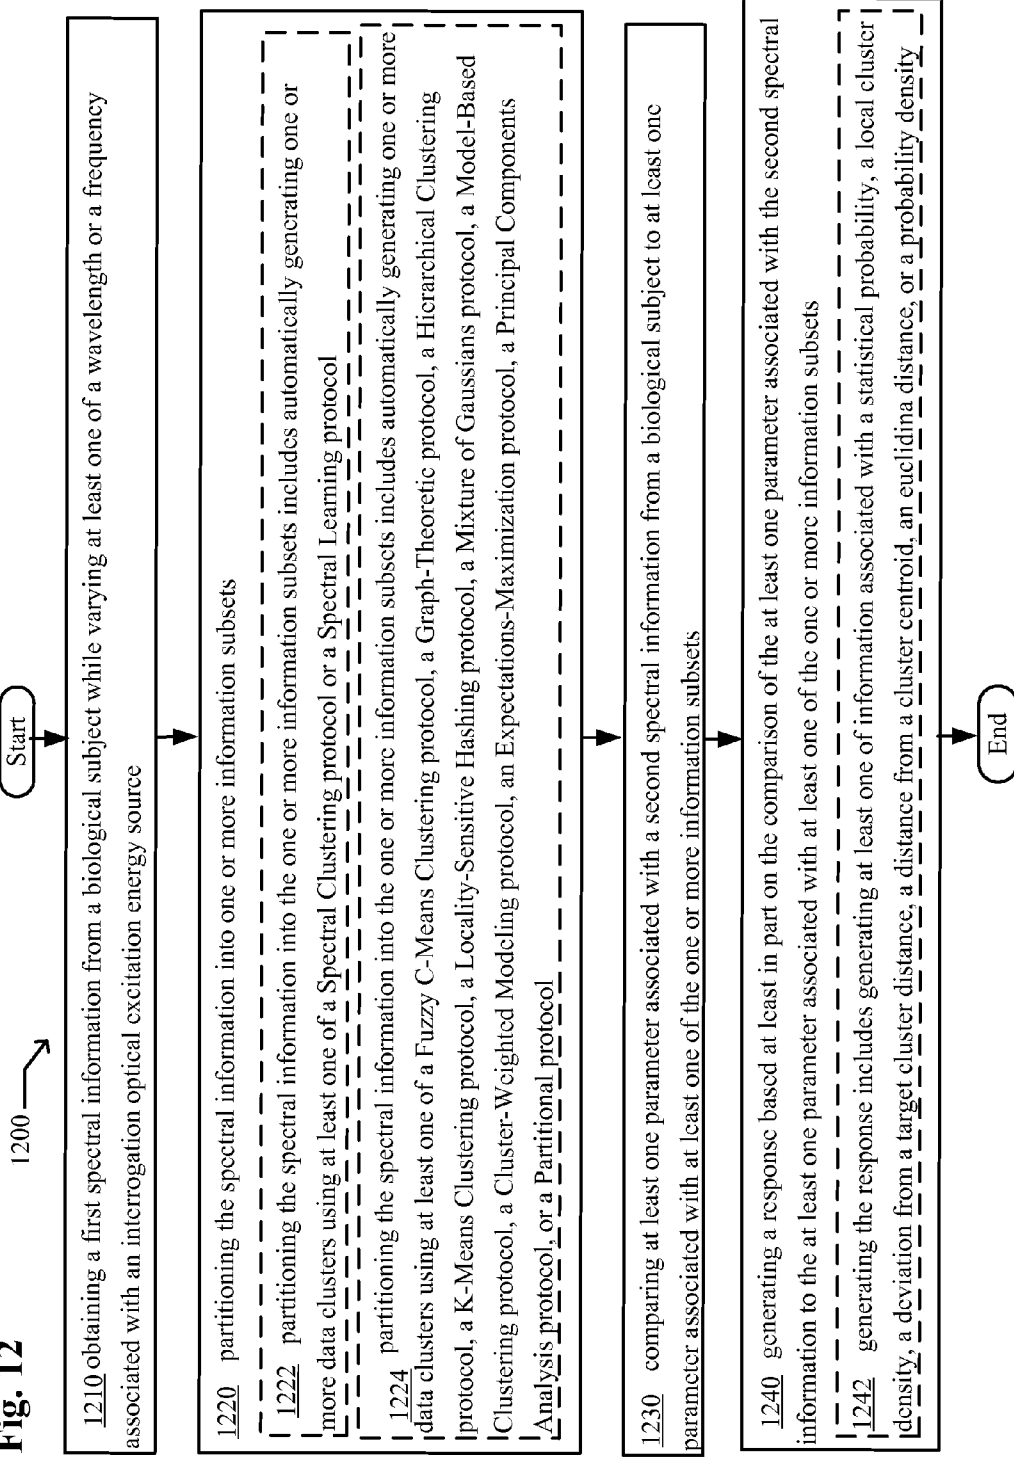 Fig. 12
1200
Start
1210 obtaining a first spectral information from a biological subject while varying at least one of a wavelength or a frequency
associated with an interrogation optical excitation energy source
1220 partitioning the spectral information into one or more information subsets
1222 partitioning the spectral information into the one or more information subsets includes automatically generating one or
more data clusters using at least one of a Spectral Clustering protocol or a Spectral Learning protocol
1224 partitioning the spectral information into the one or more information subsets includes automatically generating one or more
data clusters using at least one of a Fuzzy C-Means Clustering protocol, a Graph-Theoretic protocol, a Hierarchical Clustering
protocol, a K-Means Clustering protocol, a Locality-Sensitive Hashing protocol, a Mixture of Gaussians protocol, a Model-Based
Clustering protocol, a Cluster-Weighted Modeling protocol, an Expectations-Maximization protocol, a Principal Components
Analysis protocol, or a Partitional protocol
1230 comparing at least one parameter associated with a second spectral information from a biological subject to at least one
parameter associated with at least one of the one or more information subsets
1240 generating a response based at least in part on the comparison of the at least one parameter associated with the second spectral
information to the at least one parameter associated with at least one of the one or more information subsets
1242 generating the response includes generating at least one of information associated with a statistical probability, a local cluster
density, a deviation from a target cluster distance, a distance from a cluster centroid, an euclidina distance, or a probability density
End